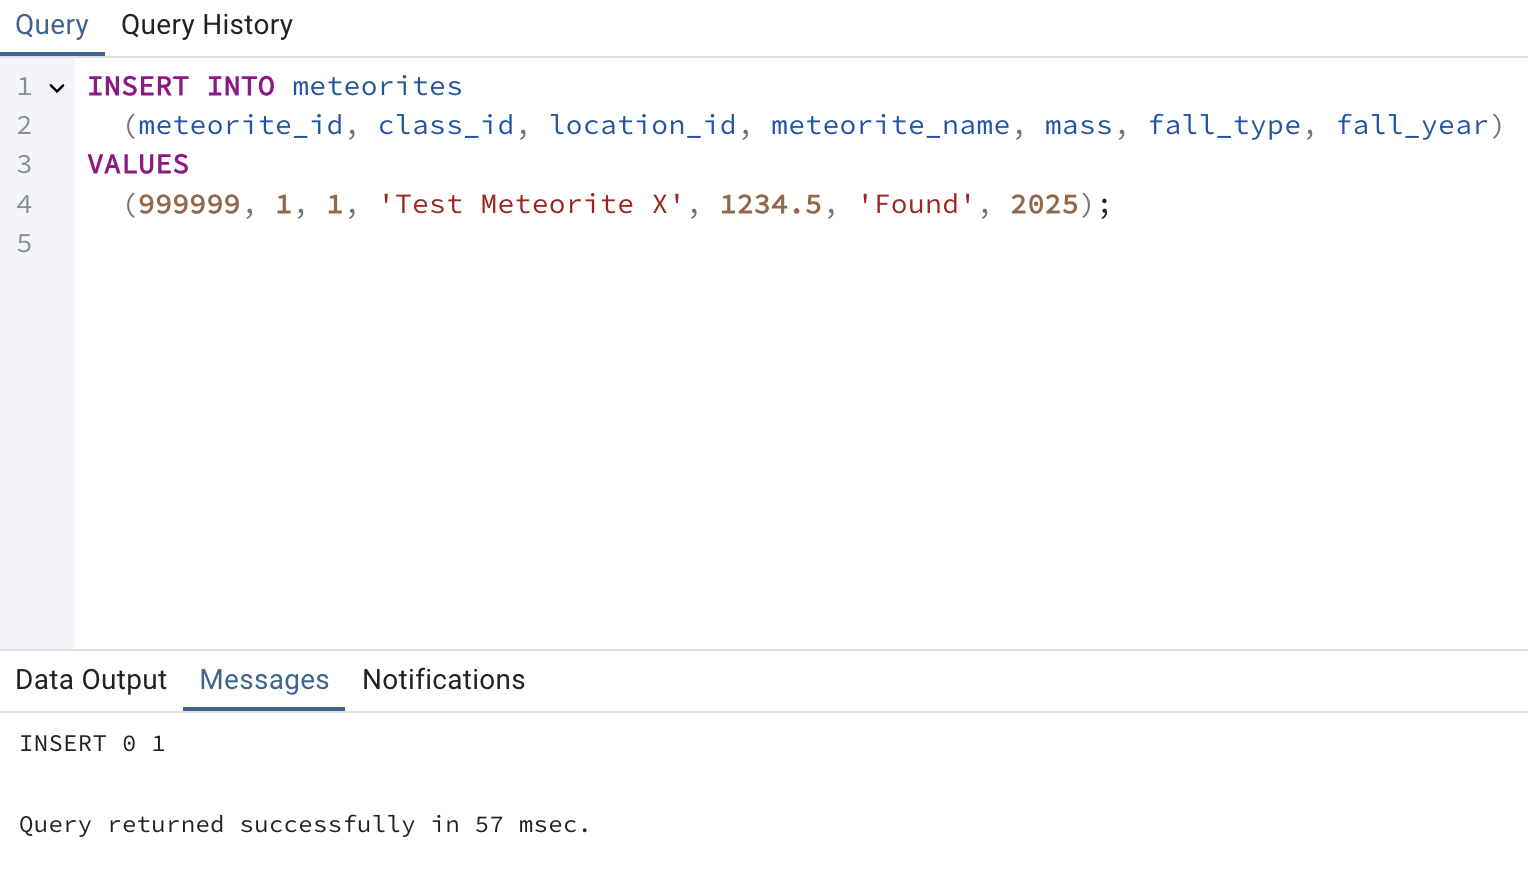 Query Query History
1 INSERT INTO meteorites
2 (meteorite_id, class_id, location_id, meteorite_name, mass, fall_type, fall_year)
3 VALUES
4 (999999, 1, 1, 'Test Meteorite X', 1234.5, 'Found', 2025);
5
Data Output Messages Notifications
INSERT 0 1
Query returned successfully in 57 msec.